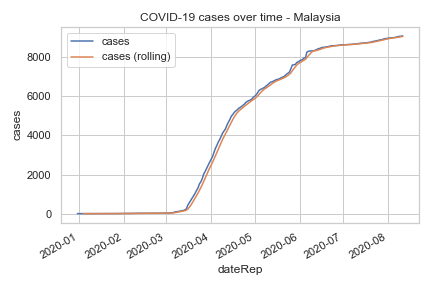 COVID-19 cases over time - Malaysia
cases
cases (rolling)
8000
6000
4000
2000
0
cases
2020-01
2020-02
2020-03
2020-04
2020-05
2020-06
2020-07
2020-08
dateRep